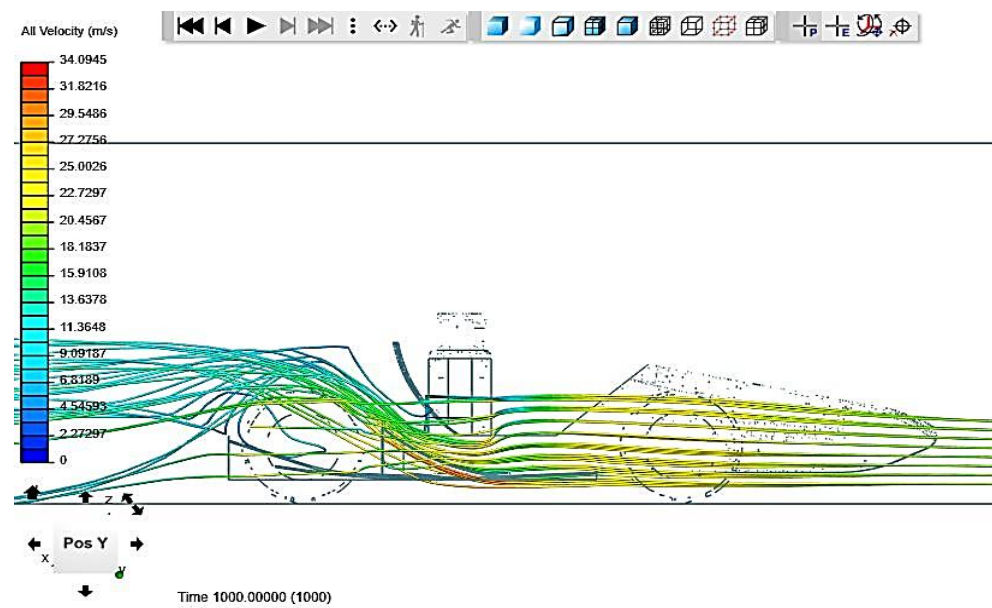 All Velocity (m/s)
P
E
34.0945
31.8216
29.5486
27.2756
25.0026
22.7297
20.4567
18.1837
15.9108
13.6378
11.3648
9.09187
6.8189
4.54593
2.27297
0
Z
Pos Y
X
y
Time 1000.00000 (1000)